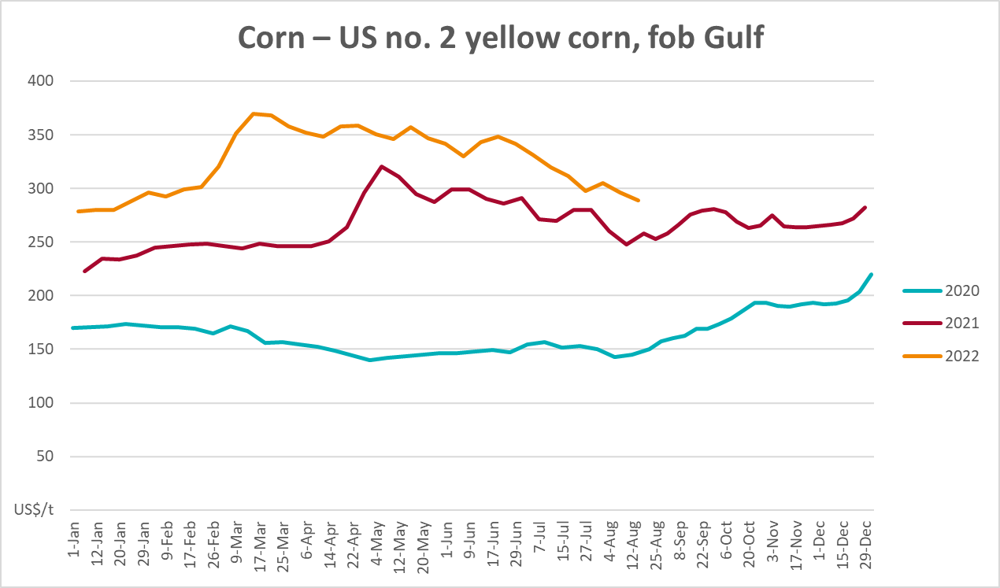 Corn – US no. 2 yellow corn, fob Gulf
400
350
300
250
200
150
100
50
US$/t
2020
2021
2022
1-Jan
12-Jan
20-Jan
29-Jan
9-Feb
17-Feb
26-Feb
9-Mar
17-Mar
25-Mar
6-Apr
14-Apr
22-Apr
4-May
12-May
20-May
1-Jun
9-Jun
17-Jun
29-Jun
7-Jul
15-Jul
27-Jul
4-Aug
12-Aug
25-Aug
8-Sep
22-Sep
6-Oct
20-Oct
3-Nov
17-Nov
1-Dec
15-Dec
29-Dec